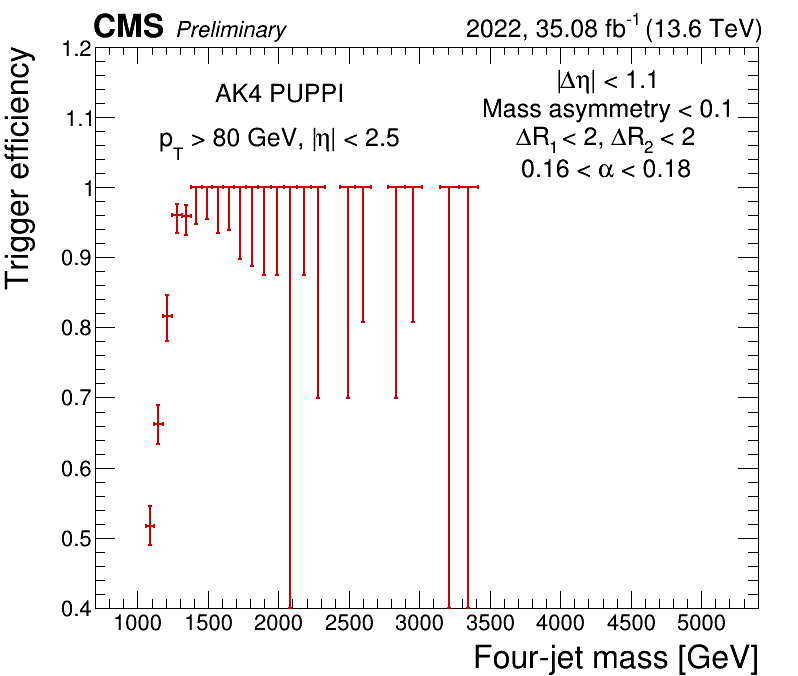 CMS Preliminary 2022, 35.08 fb⁻¹ (13.6 TeV)
AK4 PUPPI
p_T > 80 GeV, |η| < 2.5
|Δη| < 1.1
Mass asymmetry < 0.1
ΔR₁ < 2, ΔR₂ < 2
0.16 < α < 0.18
Trigger efficiency
1.2
1.1
1
0.9
0.8
0.7
0.6
0.5
0.4
1000 1500 2000 2500 3000 3500 4000 4500 5000
Four-jet mass [GeV]